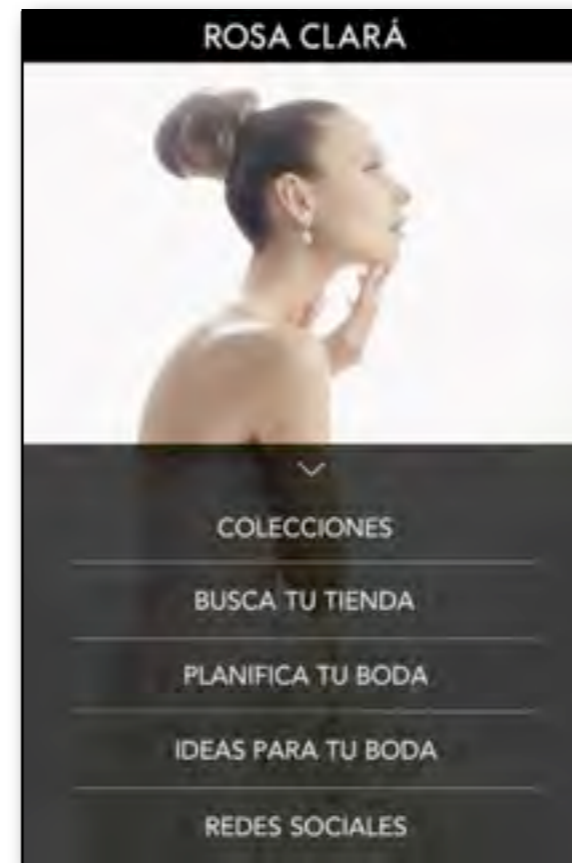 ROSA CLARÁ
COLECCIONES
BUSCA TU TIENDA
PLANIFICA TU BODA
IDEAS PARA TU BODA
REDES SOCIALES